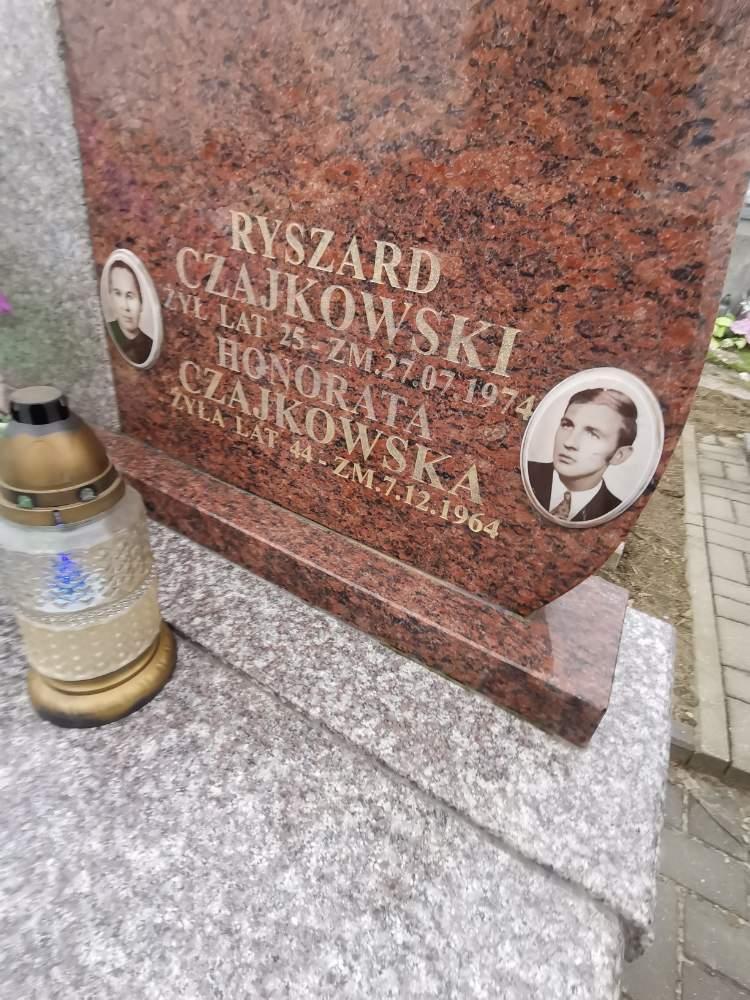 RYSZARD
CZAJKOWSKI
ŻYŁ LAT 25 - ZM.27.07.1974
HONORATA
CZAJKOWSKA
ŻYŁA LAT 44 - ZM.7.12.1964